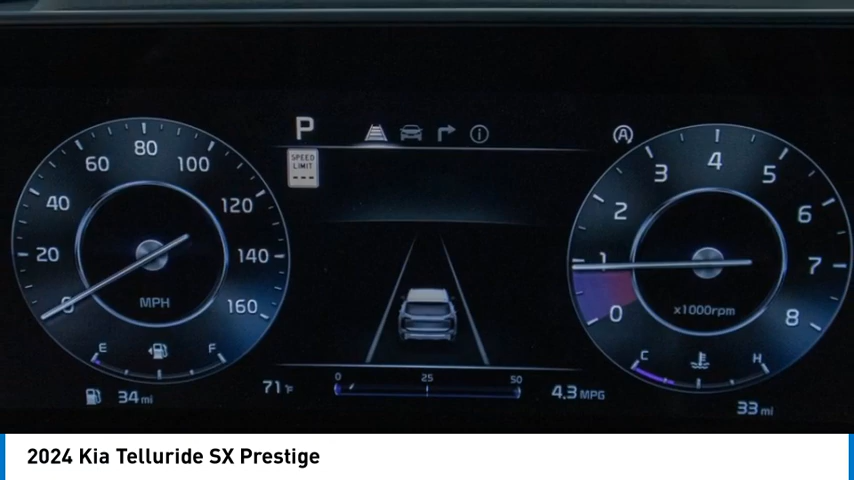 P
SPEED
LIMIT
---
A
0
20
40
60
80
100
120
140
160
MPH
E
F
34 mi
71°F
0
25
50
4.3 MPG
0
1
2
3
4
5
6
7
8
x1000rpm
C
H
33 mi
2024 Kia Telluride SX Prestige